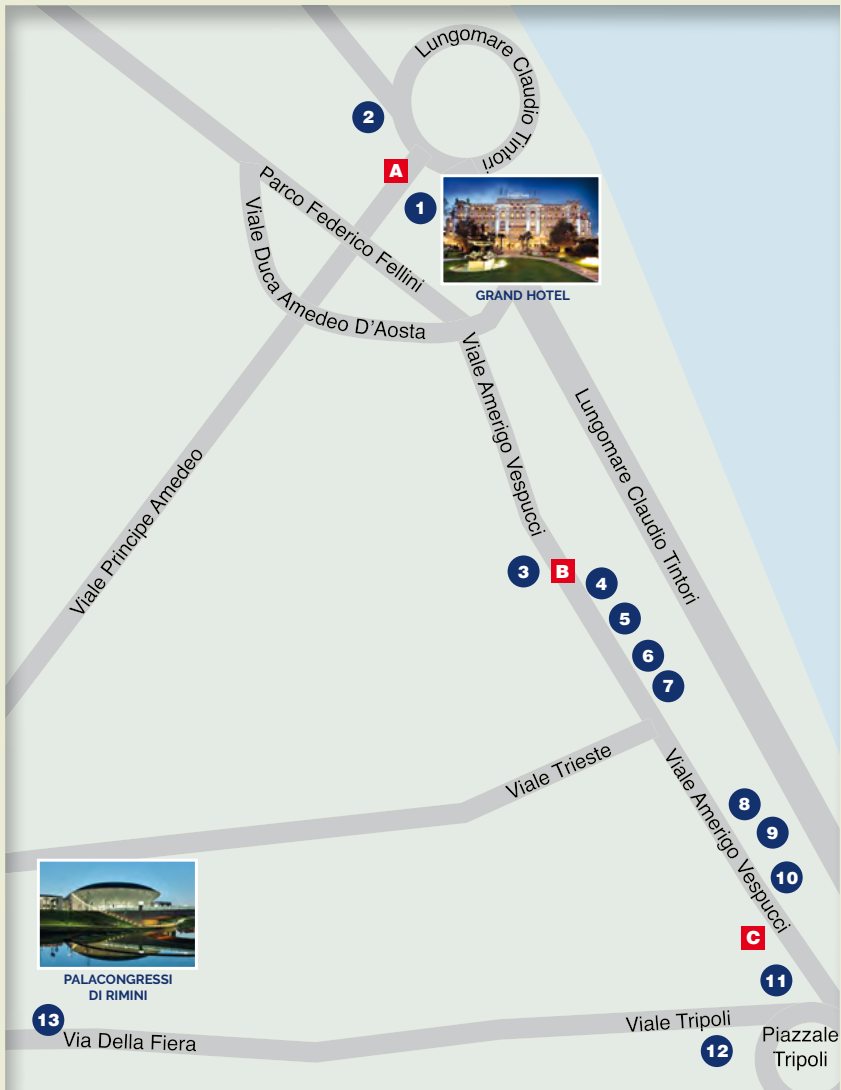 Lungomare Claudio Tintori
2
A
1
Parco Federico Fellini
Viale Duca Amedeo D'Aosta
GRAND HOTEL
Viale Amerigo Vespucci
Lungomare Claudio Tintori
Viale Principe Amedeo
3
B
4
5
6
7
Viale Trieste
Viale Amerigo Vespucci
8
9
10
C
11
PALACONGRESSI
DI RIMINI
13
Via Della Fiera
Viale Tripoli
12
Piazzale
Tripoli